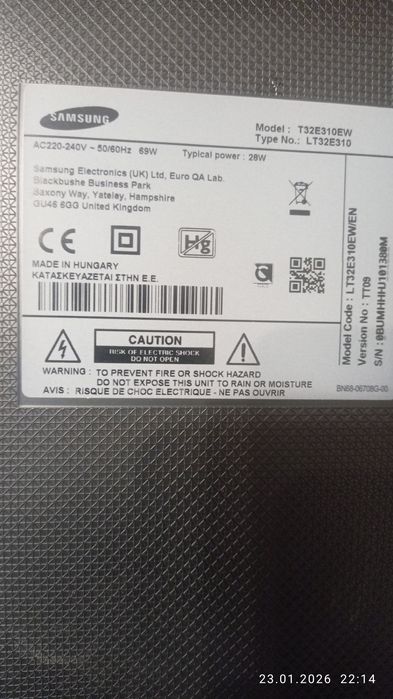 SAMSUNG
Model : T32E310EW
Type No.: LT32E310
AC220-240V ~ 50/60Hz 69W
Typical power : 28W
Samsung Electronics (UK) Ltd, Euro QA Lab.
Blackbushe Business Park
Saxony Way, Yateley, Hampshire
GU46 6GG United Kingdom
CE
Hg
MADE IN HUNGARY
ΚΑΤΑΣΚΕΥΑΖΕΤΑΙ ΣΤΗΝ Ε.Ε.
CAUTION
RISK OF ELECTRIC SHOCK
DO NOT OPEN
WARNING : TO PREVENT FIRE OR SHOCK HAZARD
DO NOT EXPOSE THIS UNIT TO RAIN OR MOISTURE
AVIS : RISQUE DE CHOC ELECTRIQUE - NE PAS OUVRIR
Model Code : LT32E310EW/EN
Version No : TT09
S/N : 0BUMHHHU101380M
BN68-06708G-00
23.01.2026 22:14